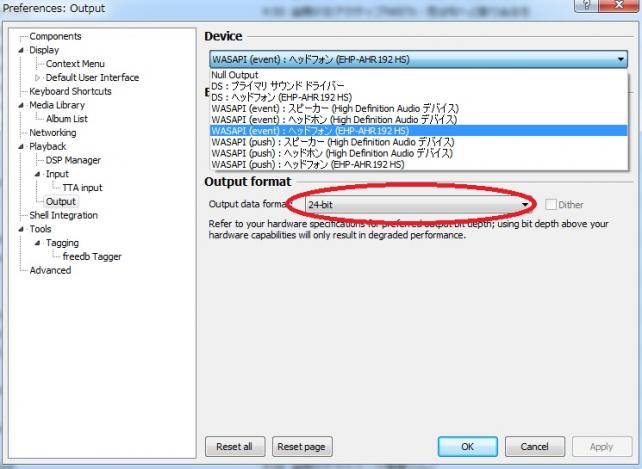 Preferences: Output
Components
Display
Context Menu
Default User Interface
Keyboard Shortcuts
Media Library
Album List
Networking
Playback
DSP Manager
Input
TTA input
Output
Shell Integration
Tools
Tagging
freedb Tagger
Advanced
Device
WASAPI (event) : ヘッドフォン (EHP-AHR192 HS)
Null Output
DS : プライマリ サウンド ドライバー
DS : ヘッドフォン (EHP-AHR192 HS)
WASAPI (event) : スピーカー (High Definition Audio デバイス)
WASAPI (event) : ヘッドホン (High Definition Audio デバイス)
WASAPI (event) : ヘッドフォン (EHP-AHR192 HS)
WASAPI (push) : スピーカー (High Definition Audio デバイス)
WASAPI (push) : ヘッドホン (High Definition Audio デバイス)
WASAPI (push) : ヘッドフォン (EHP-AHR192 HS)
Output format
Output data format: 24-bit Dither
Refer to your hardware specifications for preferred output bit depth; using bit depth above your
hardware capabilities will only result in degraded performance.
Reset all Reset page OK Cancel Apply